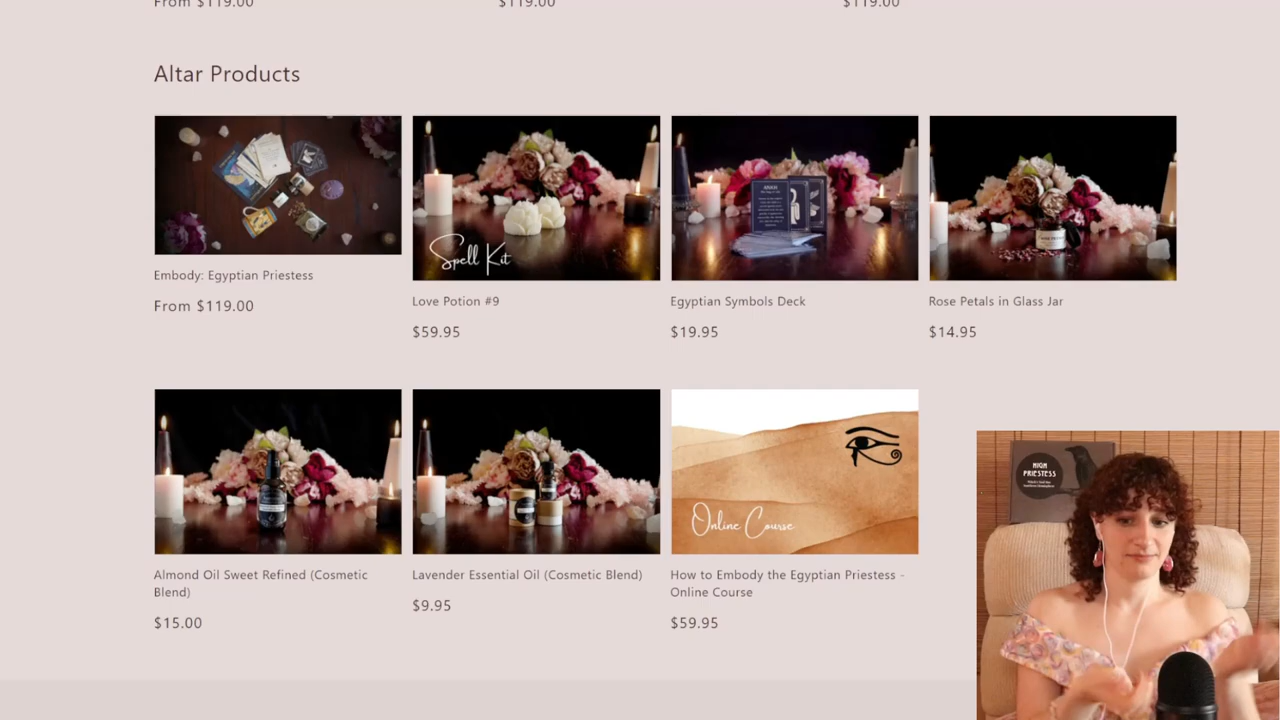 From $119.00
$119.00
$119.00
Altar Products
Spell Kit
Embody: Egyptian Priestess
From $119.00
Love Potion #9
$59.95
Egyptian Symbols Deck
$19.95
Rose Petals in Glass Jar
$14.95
Online Course
Almond Oil Sweet Refined (Cosmetic
Blend)
$15.00
Lavender Essential Oil (Cosmetic Blend)
$9.95
How to Embody the Egyptian Priestess -
Online Course
$59.95
HIGH
PRIESTESS